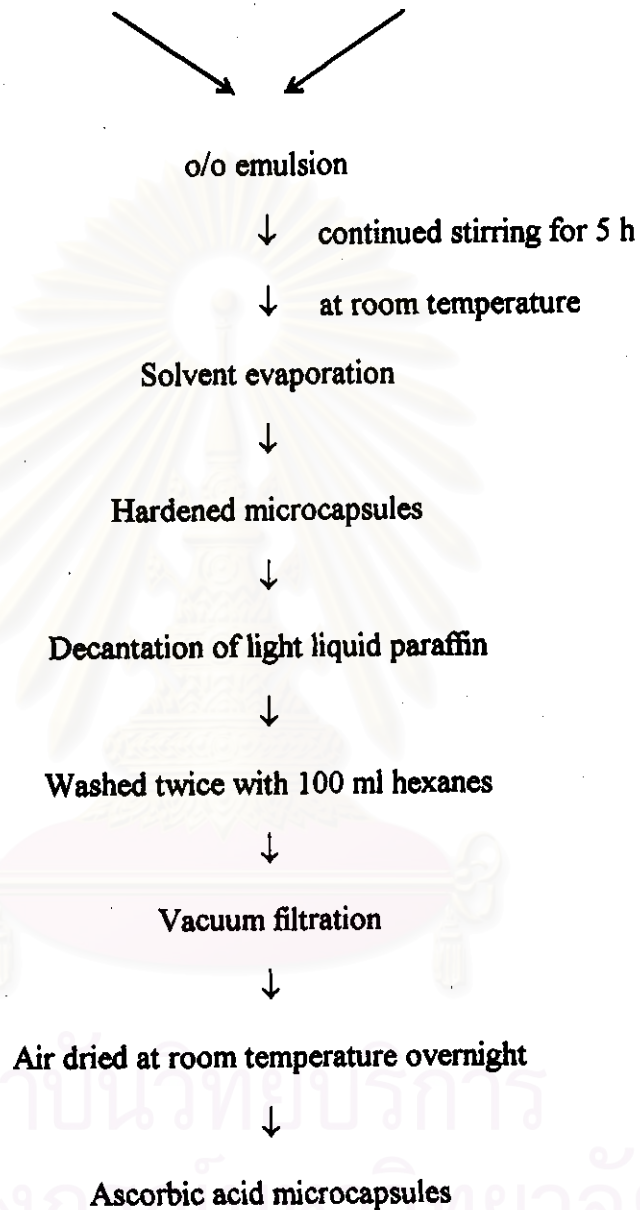 o/o emulsion
↓ continued stirring for 5 h
↓ at room temperature
Solvent evaporation
↓
Hardened microcapsules
↓
Decantation of light liquid paraffin
↓
Washed twice with 100 ml hexanes
↓
Vacuum filtration
↓
Air dried at room temperature overnight
↓
Ascorbic acid microcapsules